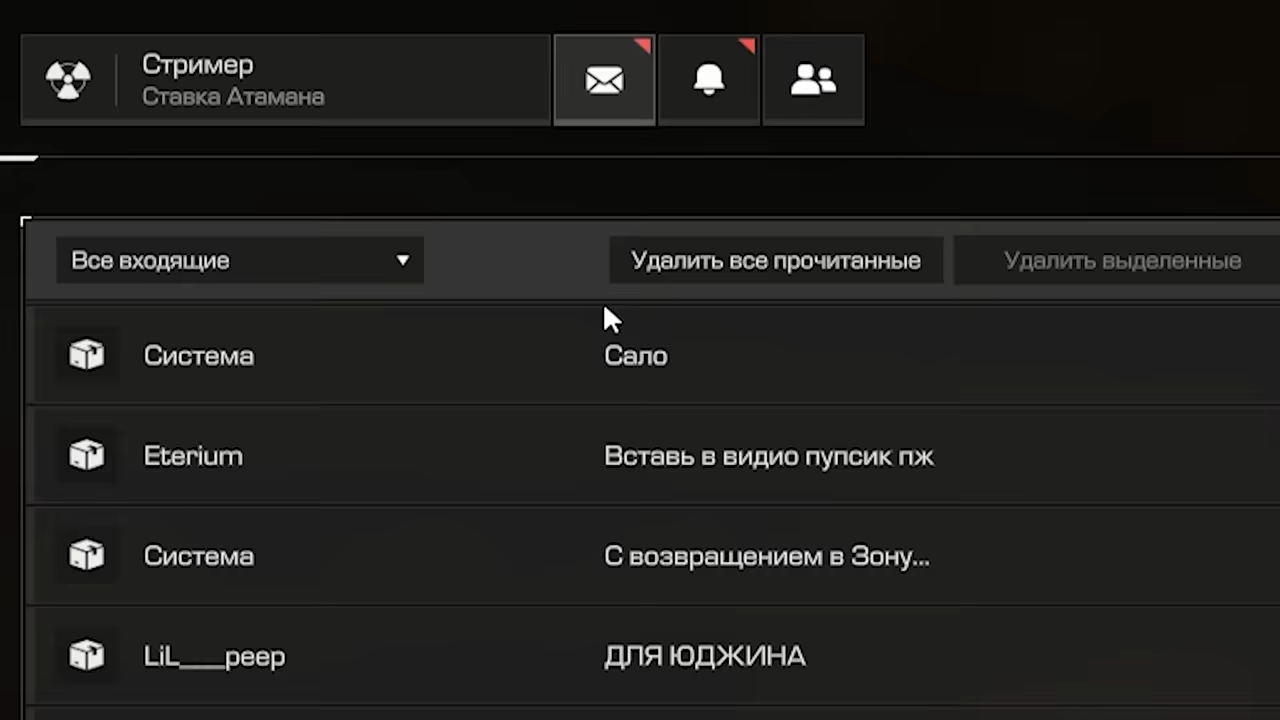 Стример
Ставка Атамана
Все входящие
Удалить все прочитанные
Удалить выделенные
Система
Сало
Eterium
Вставь в видио пупсик пж
Система
С возвращением в Зону...
LiL___peep
ДЛЯ ЮДЖИНА